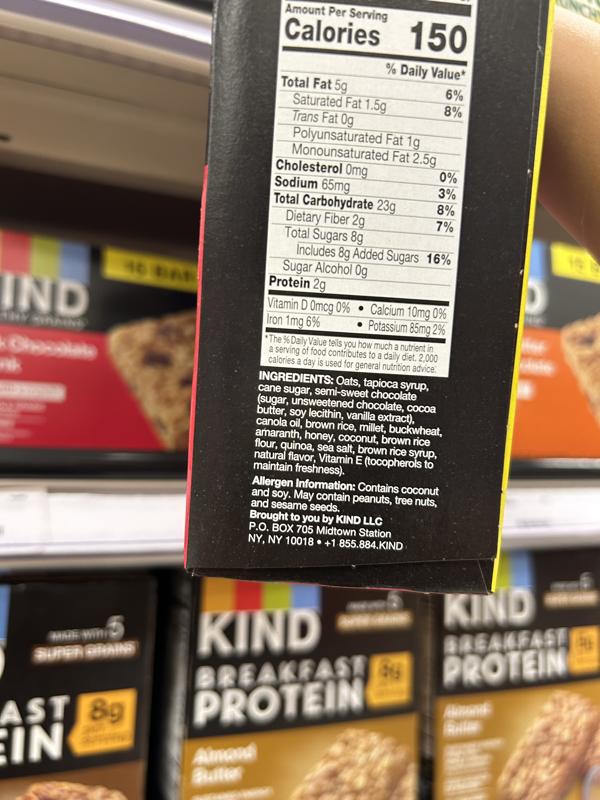 Amount Per Serving
Calories 150
% Daily Value*
Total Fat 5g 6%
Saturated Fat 1.5g 8%
Trans Fat 0g
Polyunsaturated Fat 1g
Monounsaturated Fat 2.5g
Cholesterol 0mg 0%
Sodium 65mg 3%
Total Carbohydrate 23g 8%
Dietary Fiber 2g 7%
Total Sugars 8g
Includes 8g Added Sugars 16%
Sugar Alcohol 0g
Protein 2g
Vitamin D 0mcg 0% • Calcium 10mg 0%
Iron 1mg 6% • Potassium 85mg 2%
*The % Daily Value tells you how much a nutrient in
a serving of food contributes to a daily diet. 2,000
calories a day is used for general nutrition advice.
INGREDIENTS: Oats, tapioca syrup,
cane sugar, semi-sweet chocolate
(sugar, unsweetened chocolate, cocoa
butter, soy lecithin, vanilla extract),
canola oil, brown rice, millet, buckwheat,
amaranth, honey, coconut, brown rice
flour, quinoa, sea salt, brown rice syrup,
natural flavor, Vitamin E (tocopherols to
maintain freshness).
Allergen Information: Contains coconut
and soy. May contain peanuts, tree nuts,
and sesame seeds.
Brought to you by KIND LLC
P.O. BOX 705 Midtown Station
NY, NY 10018 • +1 855.884.KIND
IND
Chocolate
D
MADE WITH 5
SUPER GRAINS
AST
EIN
8g
KIND
BREAKFAST
PROTEIN
8g
Almond
Butter
KIND
BREAKFAST
PROTEIN
8g
Almond
Butter